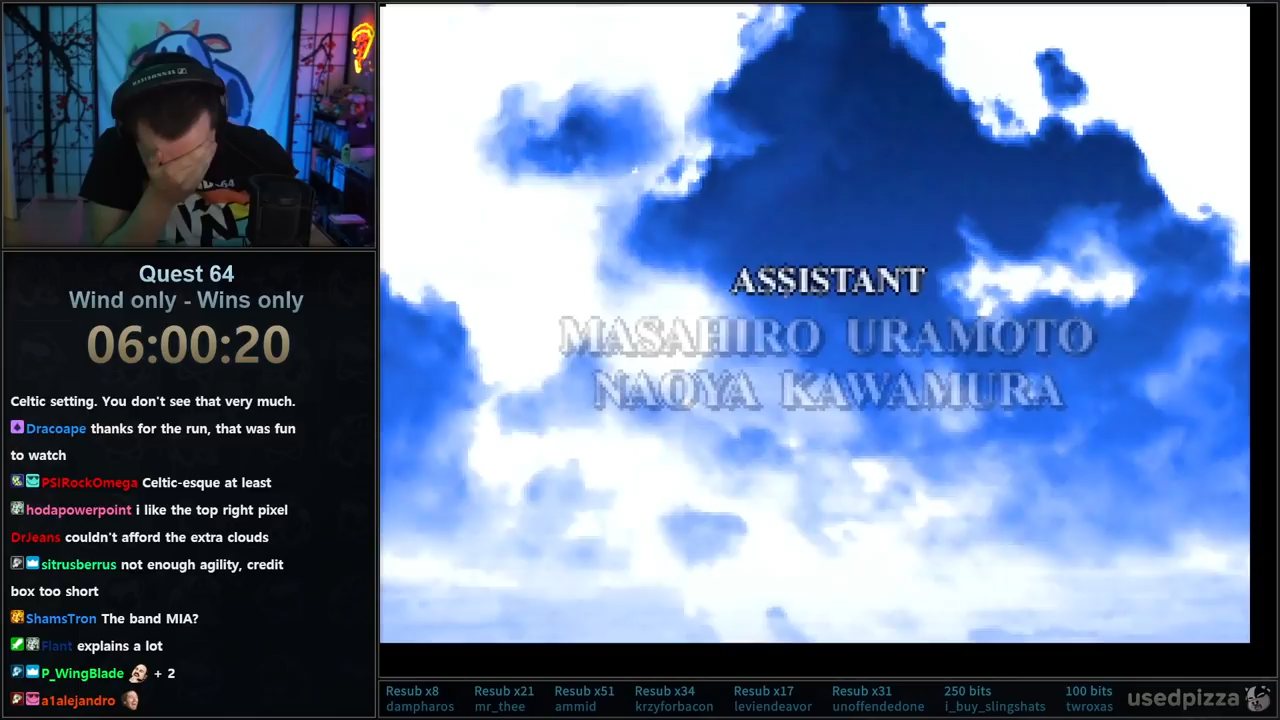 Quest 64
Wind only - Wins only
06:00:20
Celtic setting. You don't see that very much.
Dracoape thanks for the run, that was fun
to watch
PSIRockOmega Celtic-esque at least
hodapowerpoint i like the top right pixel
DrJeans couldn't afford the extra clouds
sitrusberrus not enough agility, credit
box too short
ShamsTron The band MIA?
Flant explains a lot
P_WingBlade + 2
a1alejandro
ASSISTANT
MASAHIRO URAMOTO
NAOYA KAWAMURA
Resub x8 Resub x21 Resub x51 Resub x34 Resub x17 Resub x31 250 bits 100 bits
dampharos mr_thee ammid krzyforbacon leviendeavor unoffendedone i_buy_slingshats twroxas
usedpizza